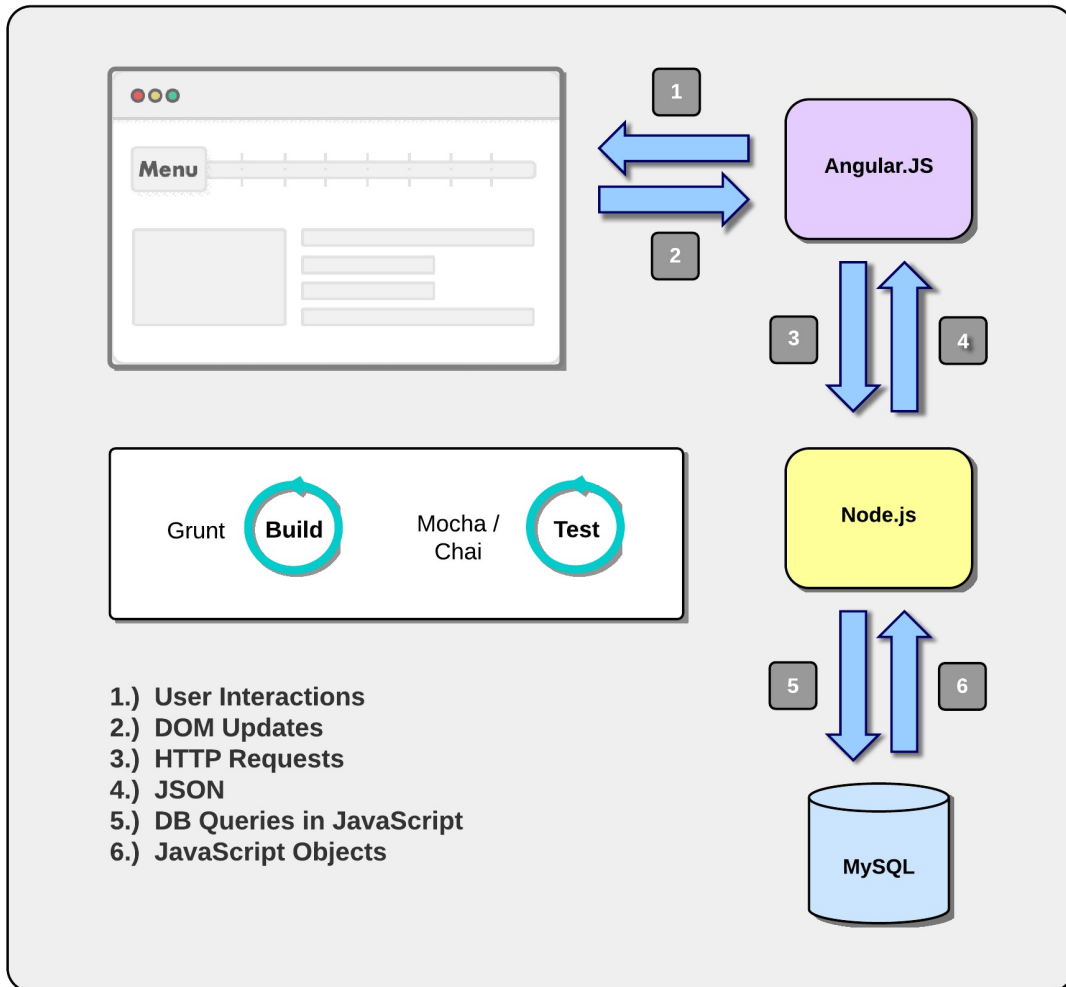 1
Menu
Angular.JS
2
3
4
Grunt
Build
Mocha /
Chai
Test
Node.js
5
6
1.) User Interactions
2.) DOM Updates
3.) HTTP Requests
4.) JSON
5.) DB Queries in JavaScript
6.) JavaScript Objects
MySQL